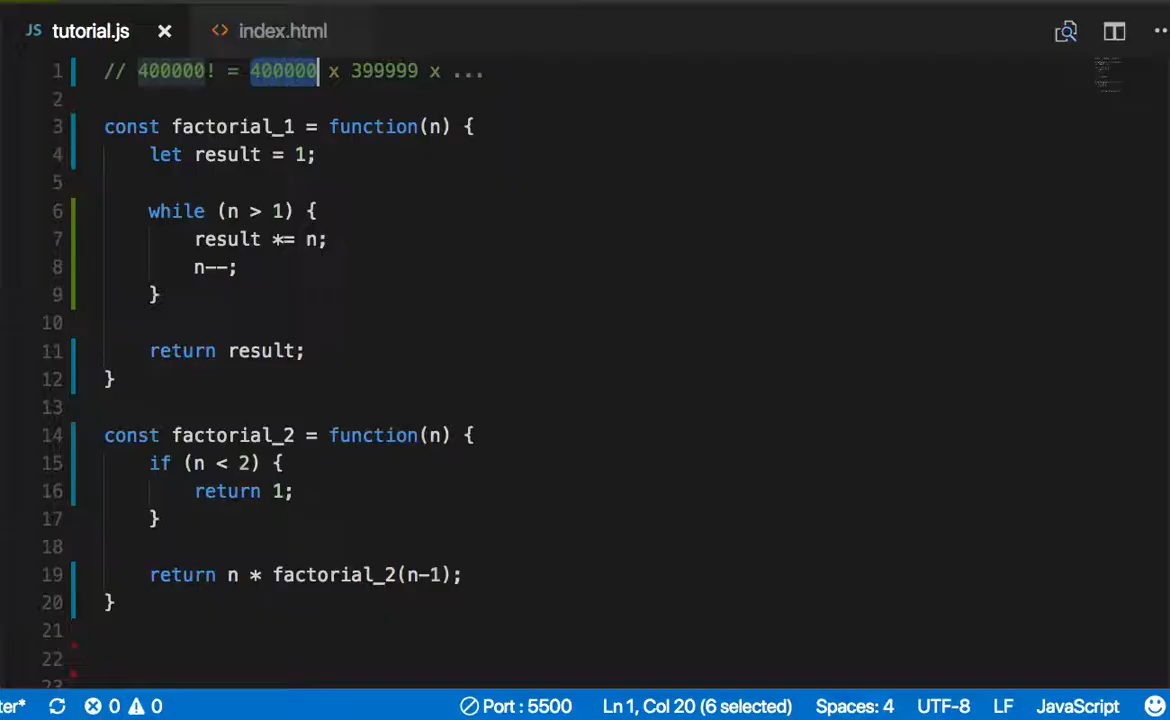 JS tutorial.js × <> index.html
1 // 400000! = 400000 x 399999 x ...
2
3 const factorial_1 = function(n) {
4 let result = 1;
5
6 while (n > 1) {
7 result *= n;
8 n--;
9 }
10
11 return result;
12 }
13
14 const factorial_2 = function(n) {
15 if (n < 2) {
16 return 1;
17 }
18
19 return n * factorial_2(n-1);
20 }
21
22
23
ter* 0 0 Port : 5500 Ln 1, Col 20 (6 selected) Spaces: 4 UTF-8 LF JavaScript